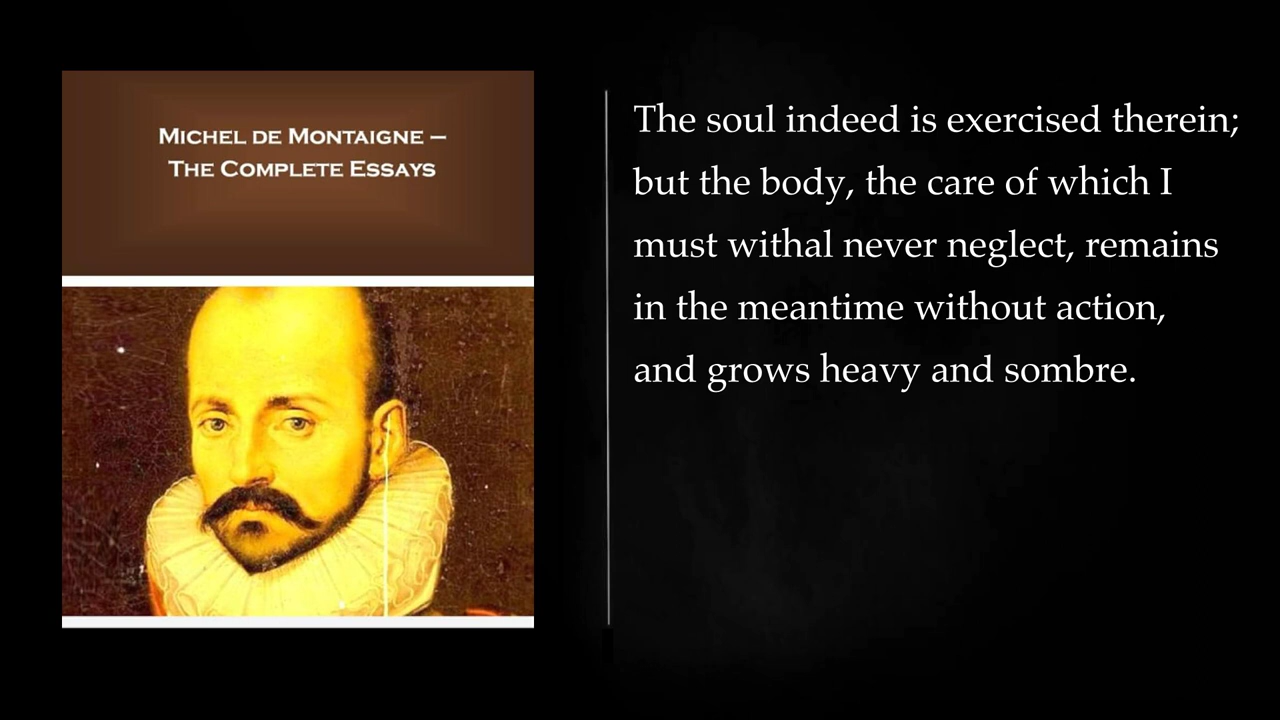 Michel de Montaigne –
The Complete Essays
The soul indeed is exercised therein;
but the body, the care of which I
must withal never neglect, remains
in the meantime without action,
and grows heavy and sombre.